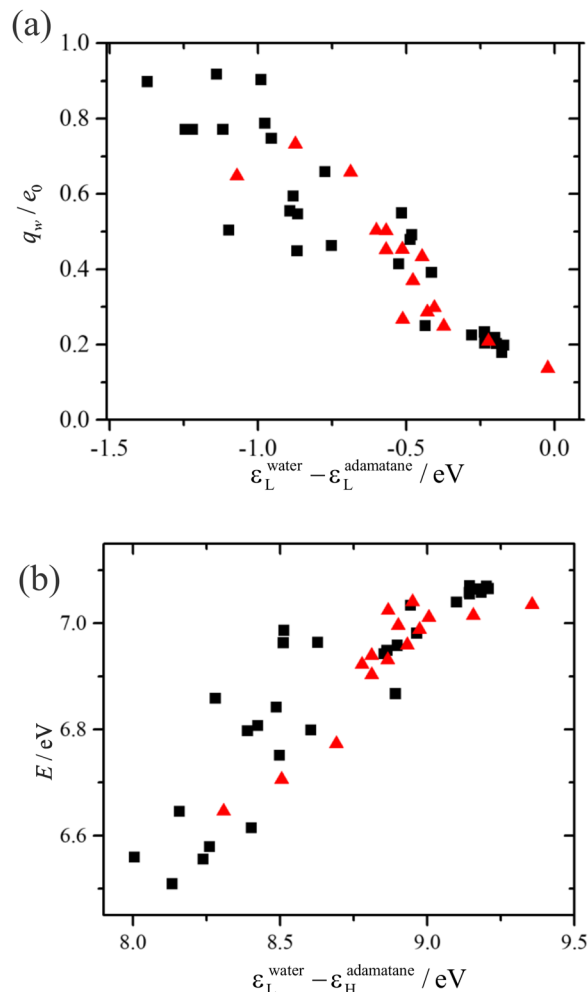 (a)
1.0
0.8
0.6
0.4
0.2
0.0
q_w / e_0
-1.5 -1.0 -0.5 0.0
ε_L^water − ε_L^adamatane / eV
(b)
7.0
6.8
6.6
E / eV
8.0 8.5 9.0 9.5
ε_L^water − ε_H^adamatane / eV